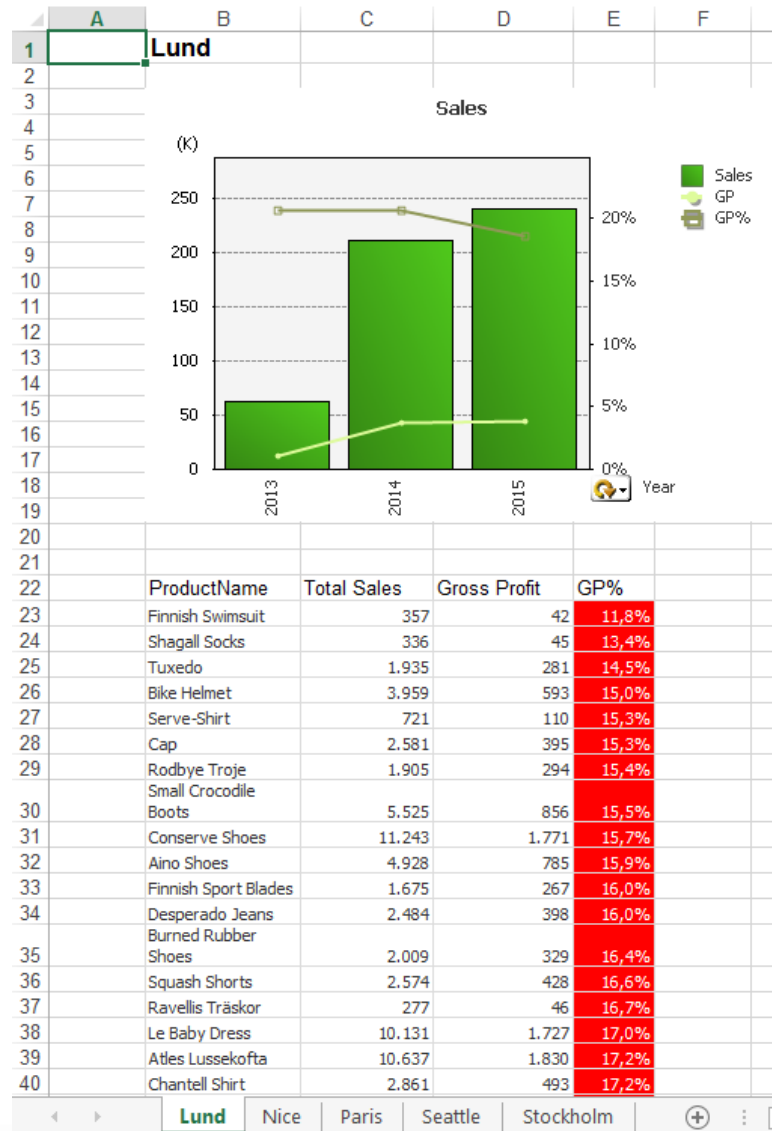 A B C D E F
1 Lund
2
3 Sales
4 (K)
5
6 Sales
7 250 GP
8 20% GP%
9 200
10 15%
11 150
12
13 100 10%
14
15 50 5%
16
17 0 0%
18 2013 2014 2015 Year
19
20
21
22 ProductName Total Sales Gross Profit GP%
23 Finnish Swimsuit 357 42 11,8%
24 Shagall Socks 336 45 13,4%
25 Tuxedo 1.935 281 14,5%
26 Bike Helmet 3.959 593 15,0%
27 Serve-Shirt 721 110 15,3%
28 Cap 2.581 395 15,3%
29 Rodbye Troje 1.905 294 15,4%
Small Crocodile
30 Boots 5.525 856 15,5%
31 Conserve Shoes 11.243 1.771 15,7%
32 Aino Shoes 4.928 785 15,9%
33 Finnish Sport Blades 1.675 267 16,0%
34 Desperado Jeans 2.484 398 16,0%
Burned Rubber
35 Shoes 2.009 329 16,4%
36 Squash Shorts 2.574 428 16,6%
37 Ravellis Träskor 277 46 16,7%
38 Le Baby Dress 10.131 1.727 17,0%
39 Atles Lussekofta 10.637 1.830 17,2%
40 Chantell Shirt 2.861 493 17,2%
Lund Nice Paris Seattle Stockholm